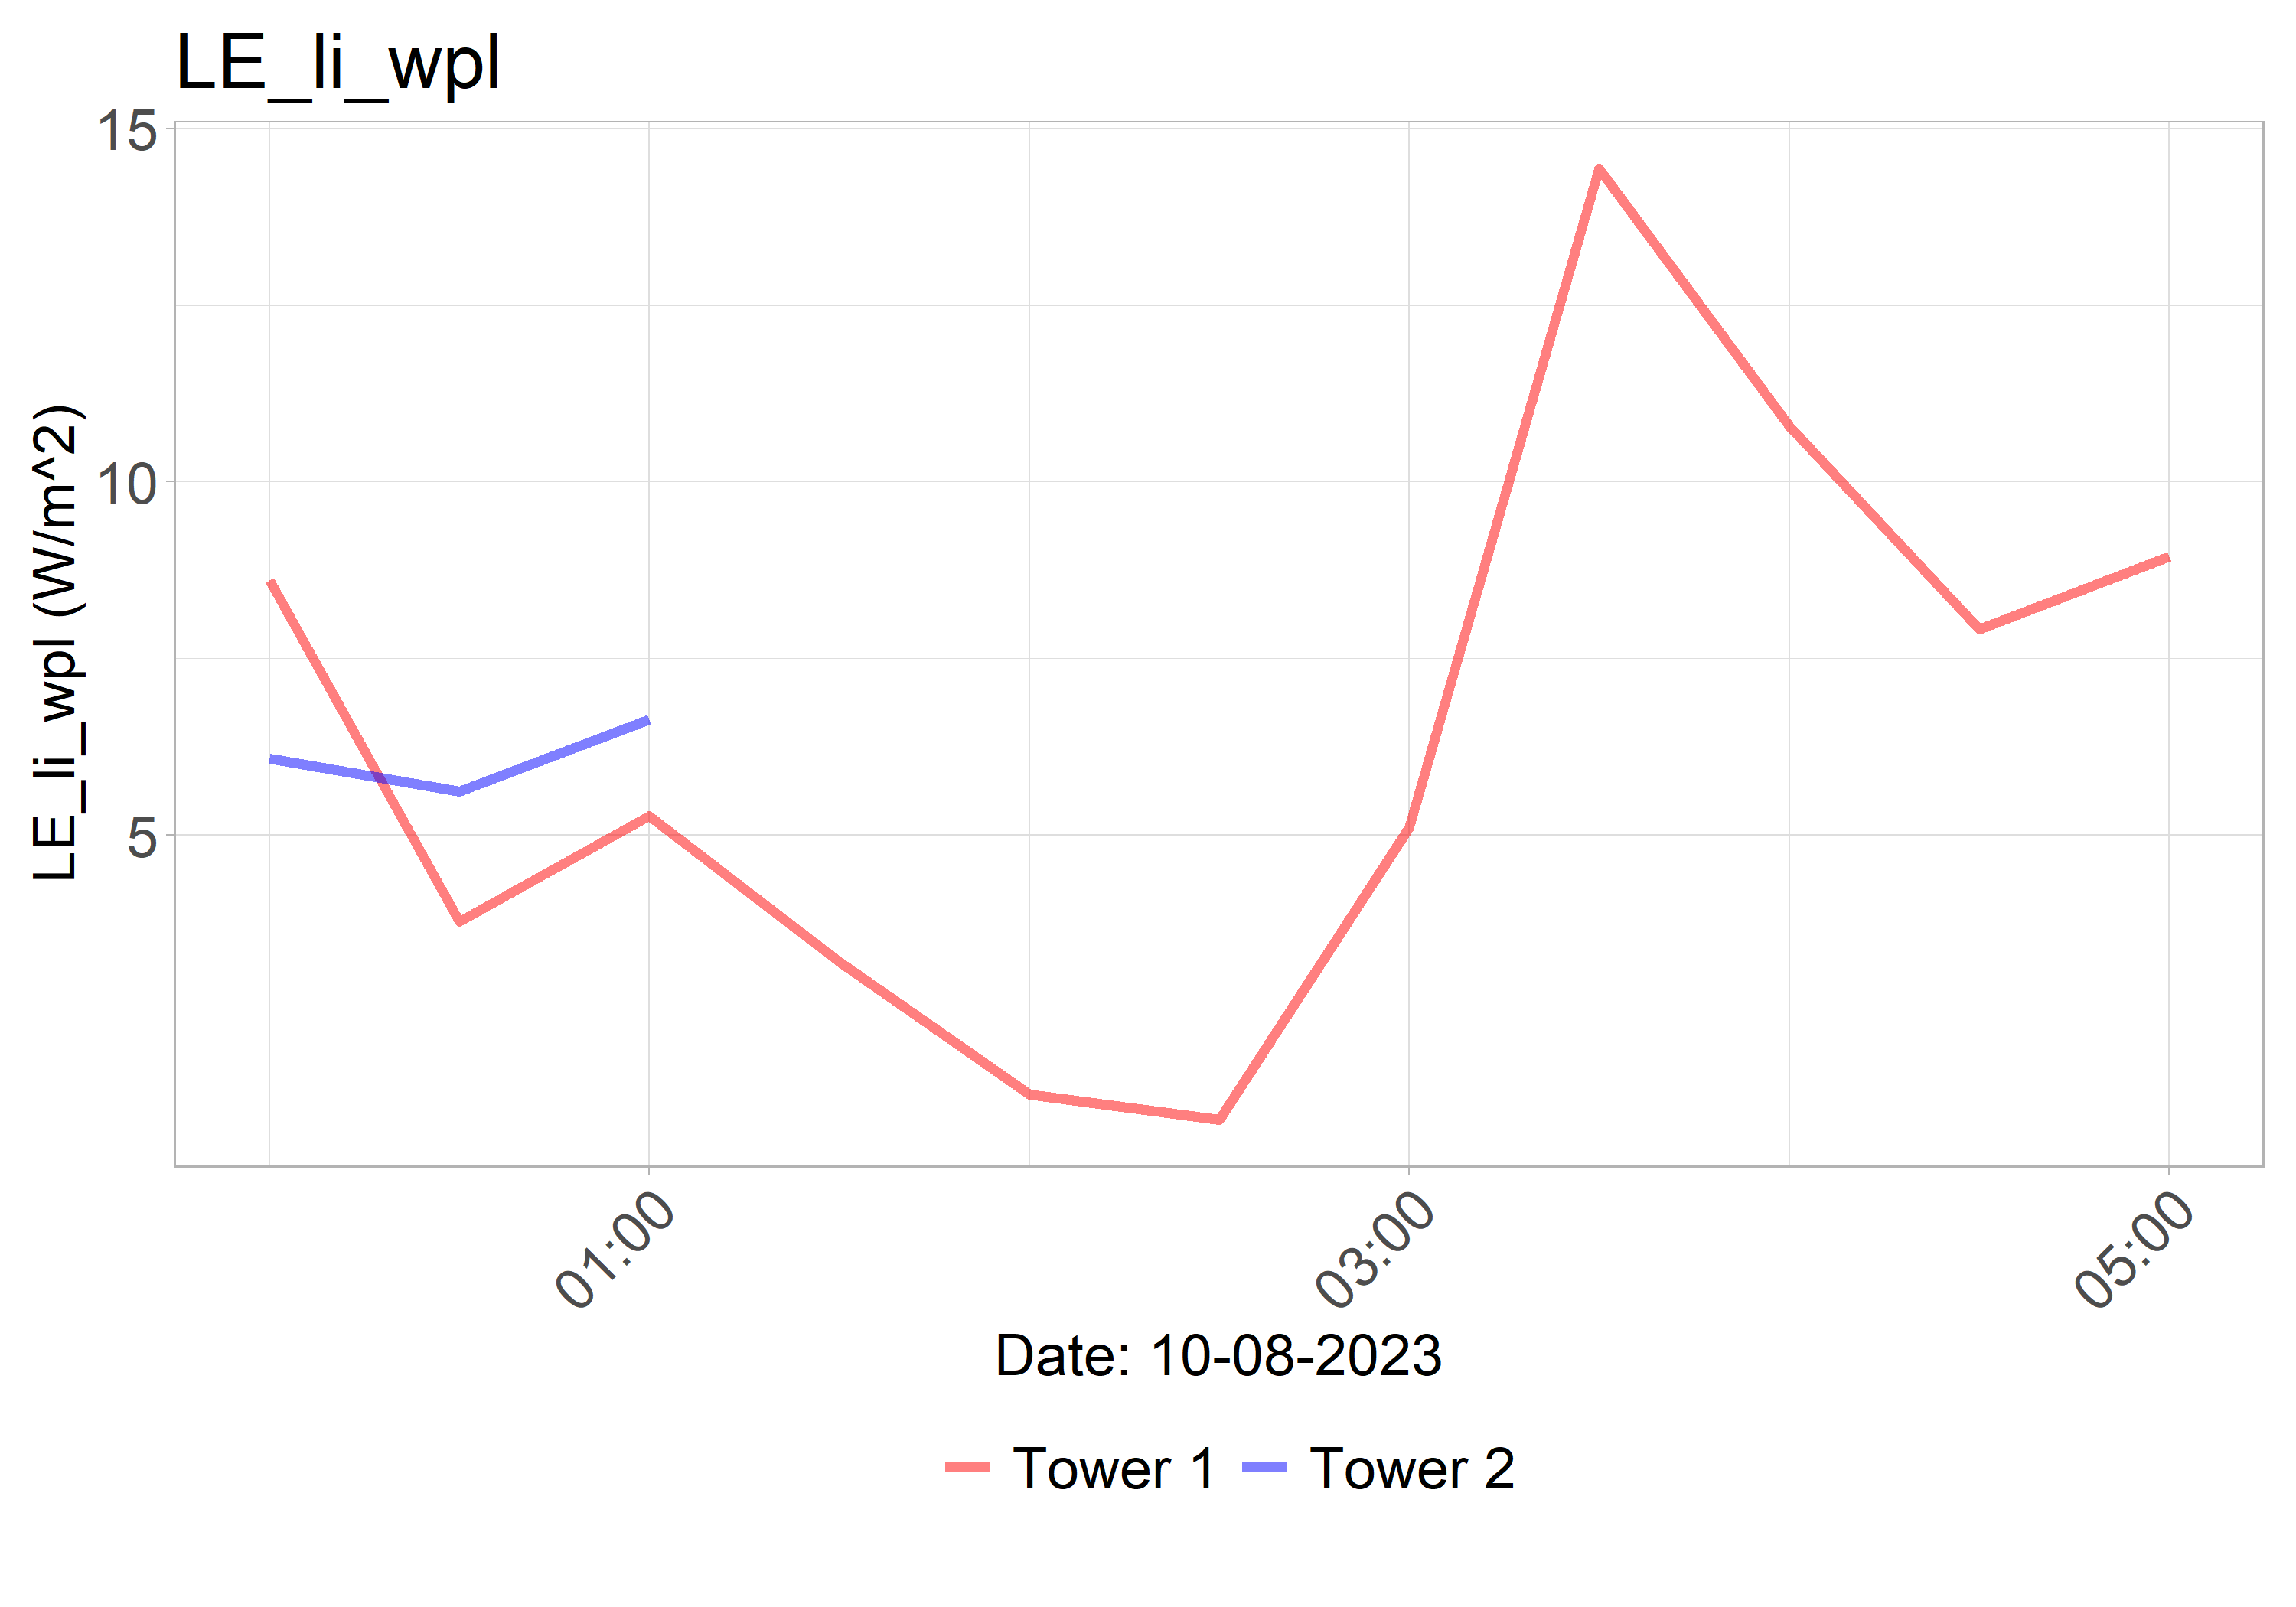 LE_li_wpl
15
10
5
LE_li_wpl (W/m^2)
01:00
03:00
05:00
Date: 10-08-2023
Tower 1
Tower 2